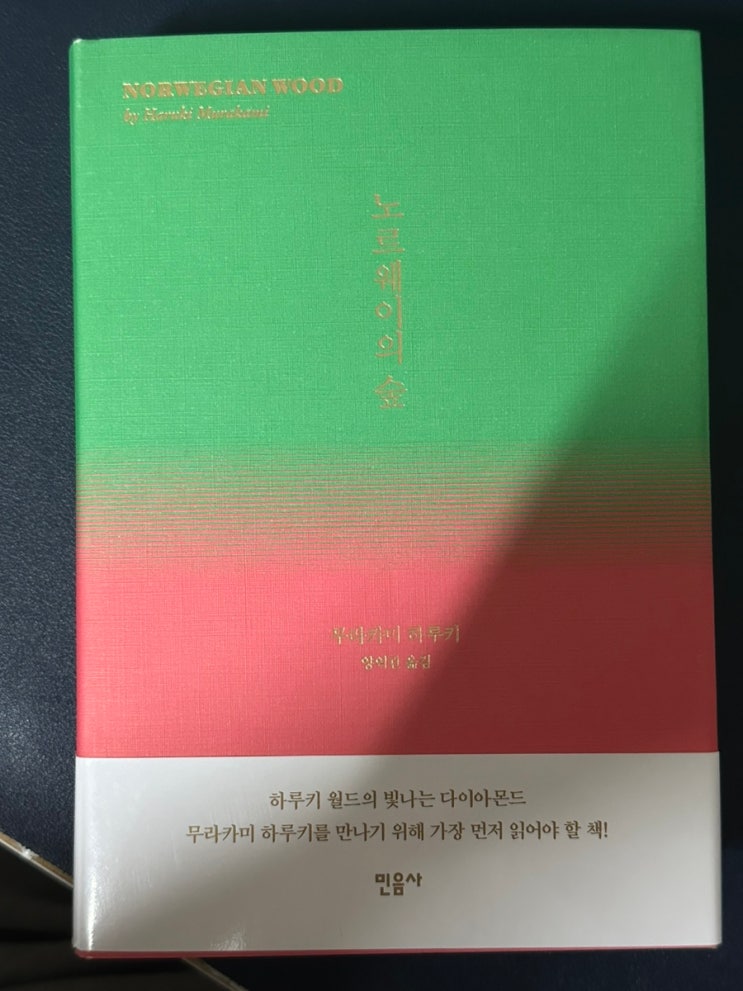 NORWEGIAN WOOD
by Haruki Murakami
노르웨이의 숲
무라카미 하루키
양억관 옮김
하루키 월드의 빛나는 다이아몬드
무라카미 하루키를 만나기 위해 가장 먼저 읽어야 할 책!
민음사